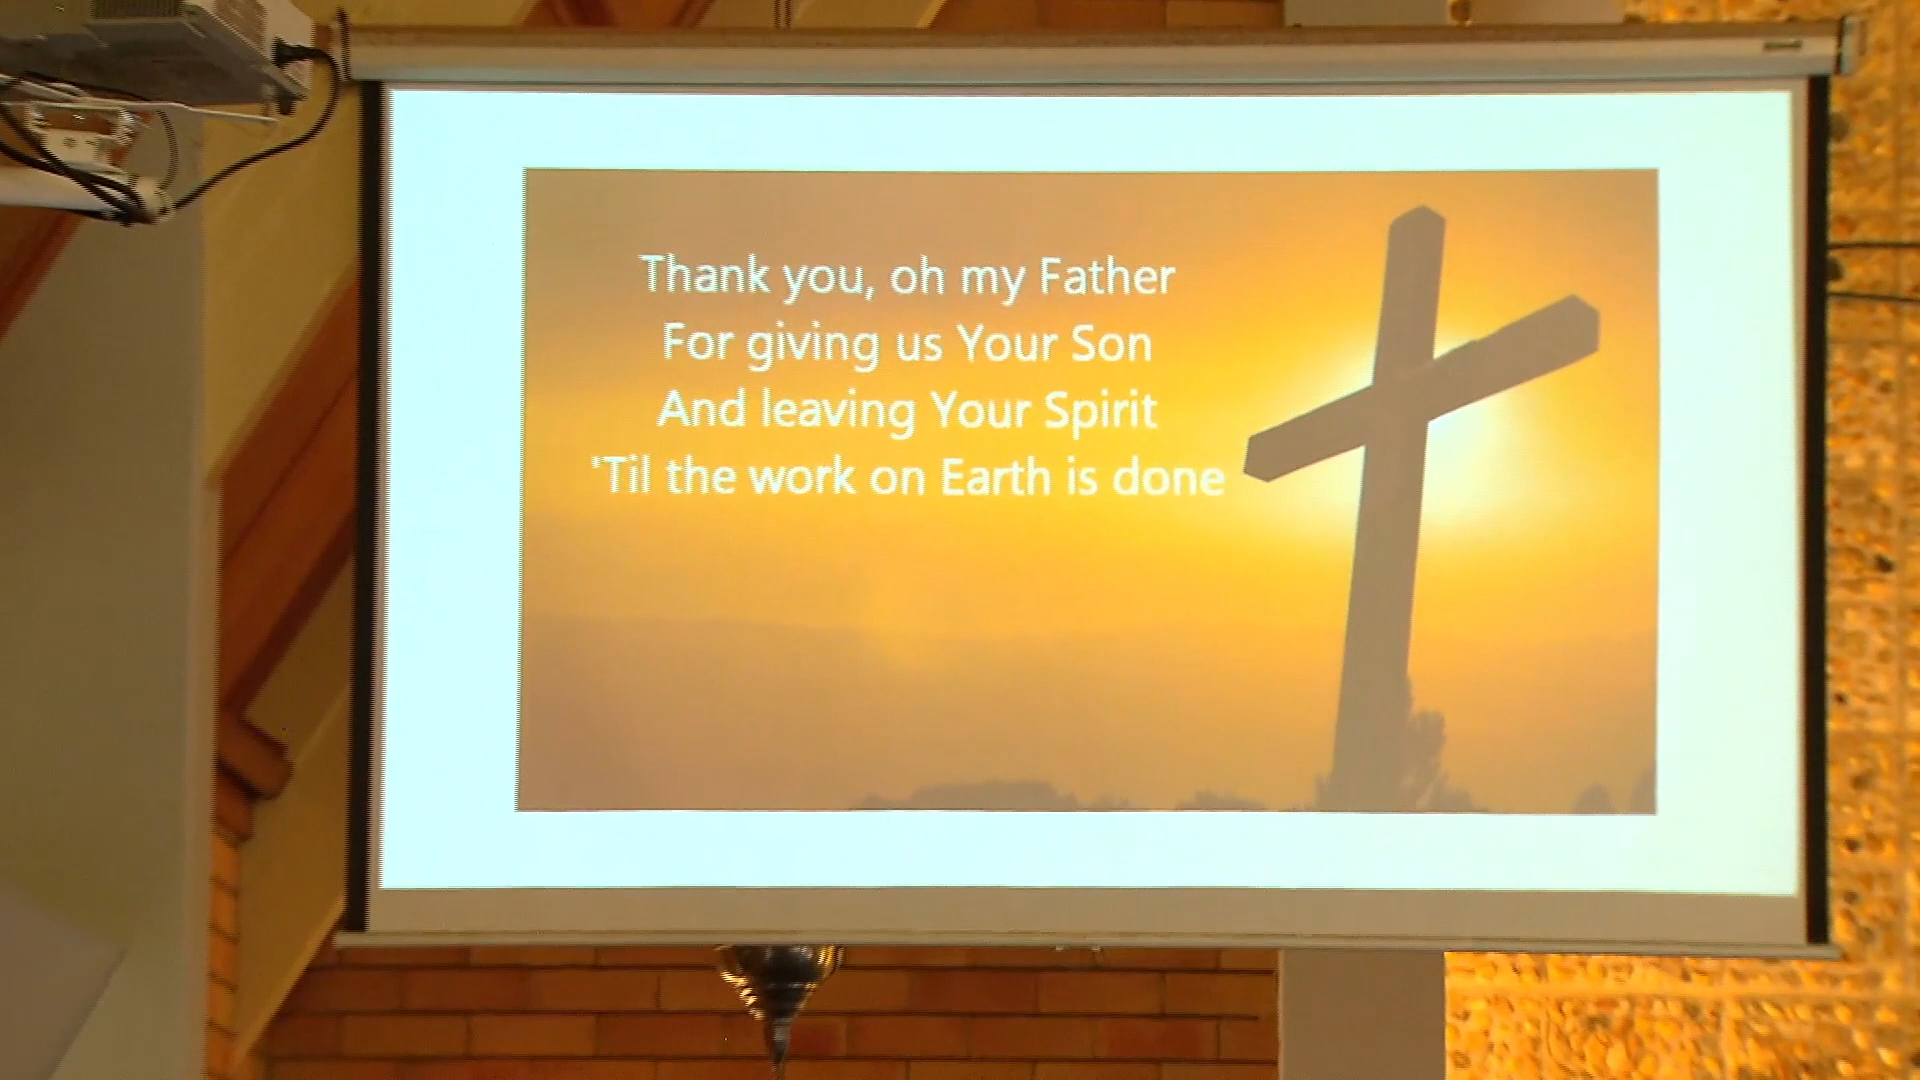 Thank you, oh my Father
For giving us Your Son
And leaving Your Spirit
'Til the work on Earth is done